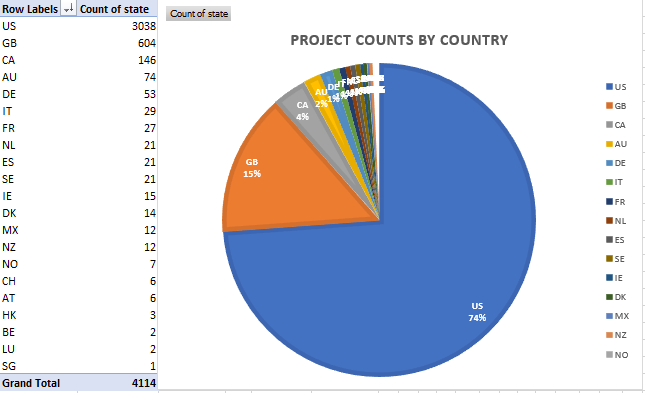 Row Labels Count of state
US 3038
GB 604
CA 146
AU 74
DE 53
IT 29
FR 27
NL 21
ES 21
SE 21
IE 15
DK 14
MX 12
NZ 12
NO 7
CH 6
AT 6
HK 3
BE 2
LU 2
SG 1
Grand Total 4114
Count of state
PROJECT COUNTS BY COUNTRY
US
74%
GB
15%
CA
4%
AU
2%
DE
1%
US
GB
CA
AU
DE
IT
FR
NL
ES
SE
IE
DK
MX
NZ
NO